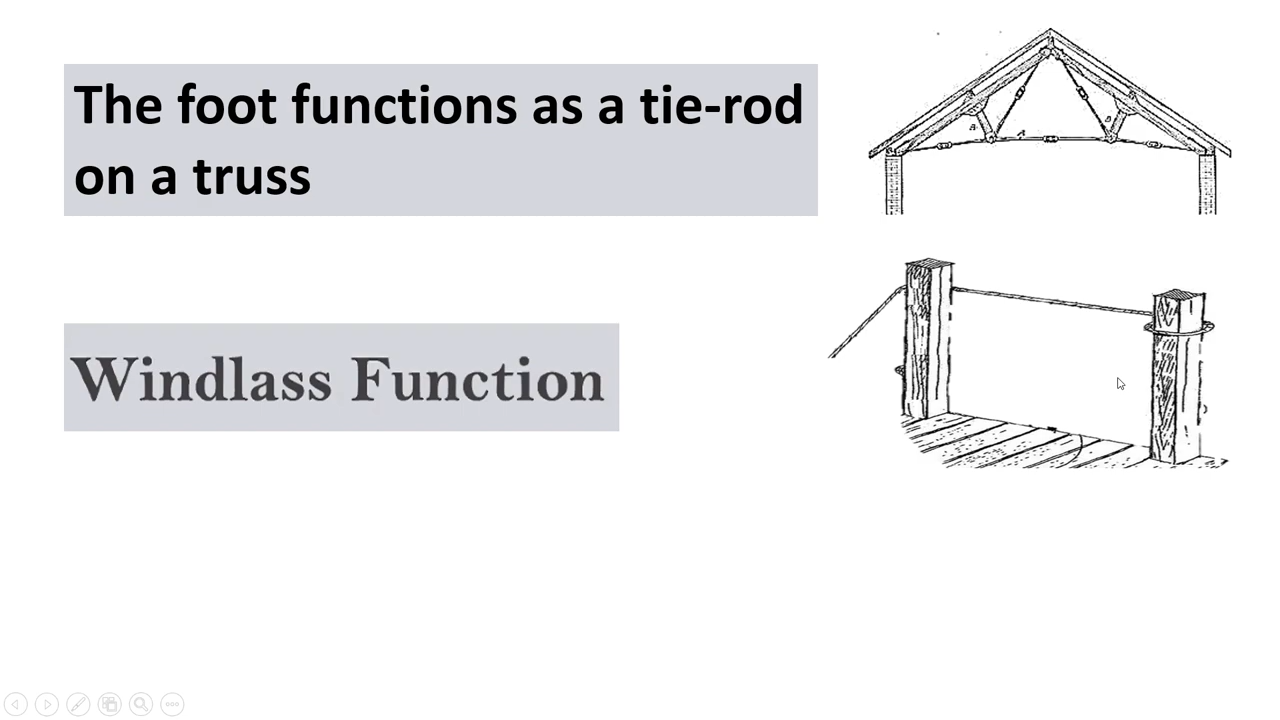 The foot functions as a tie-rod
on a truss
Windlass Function